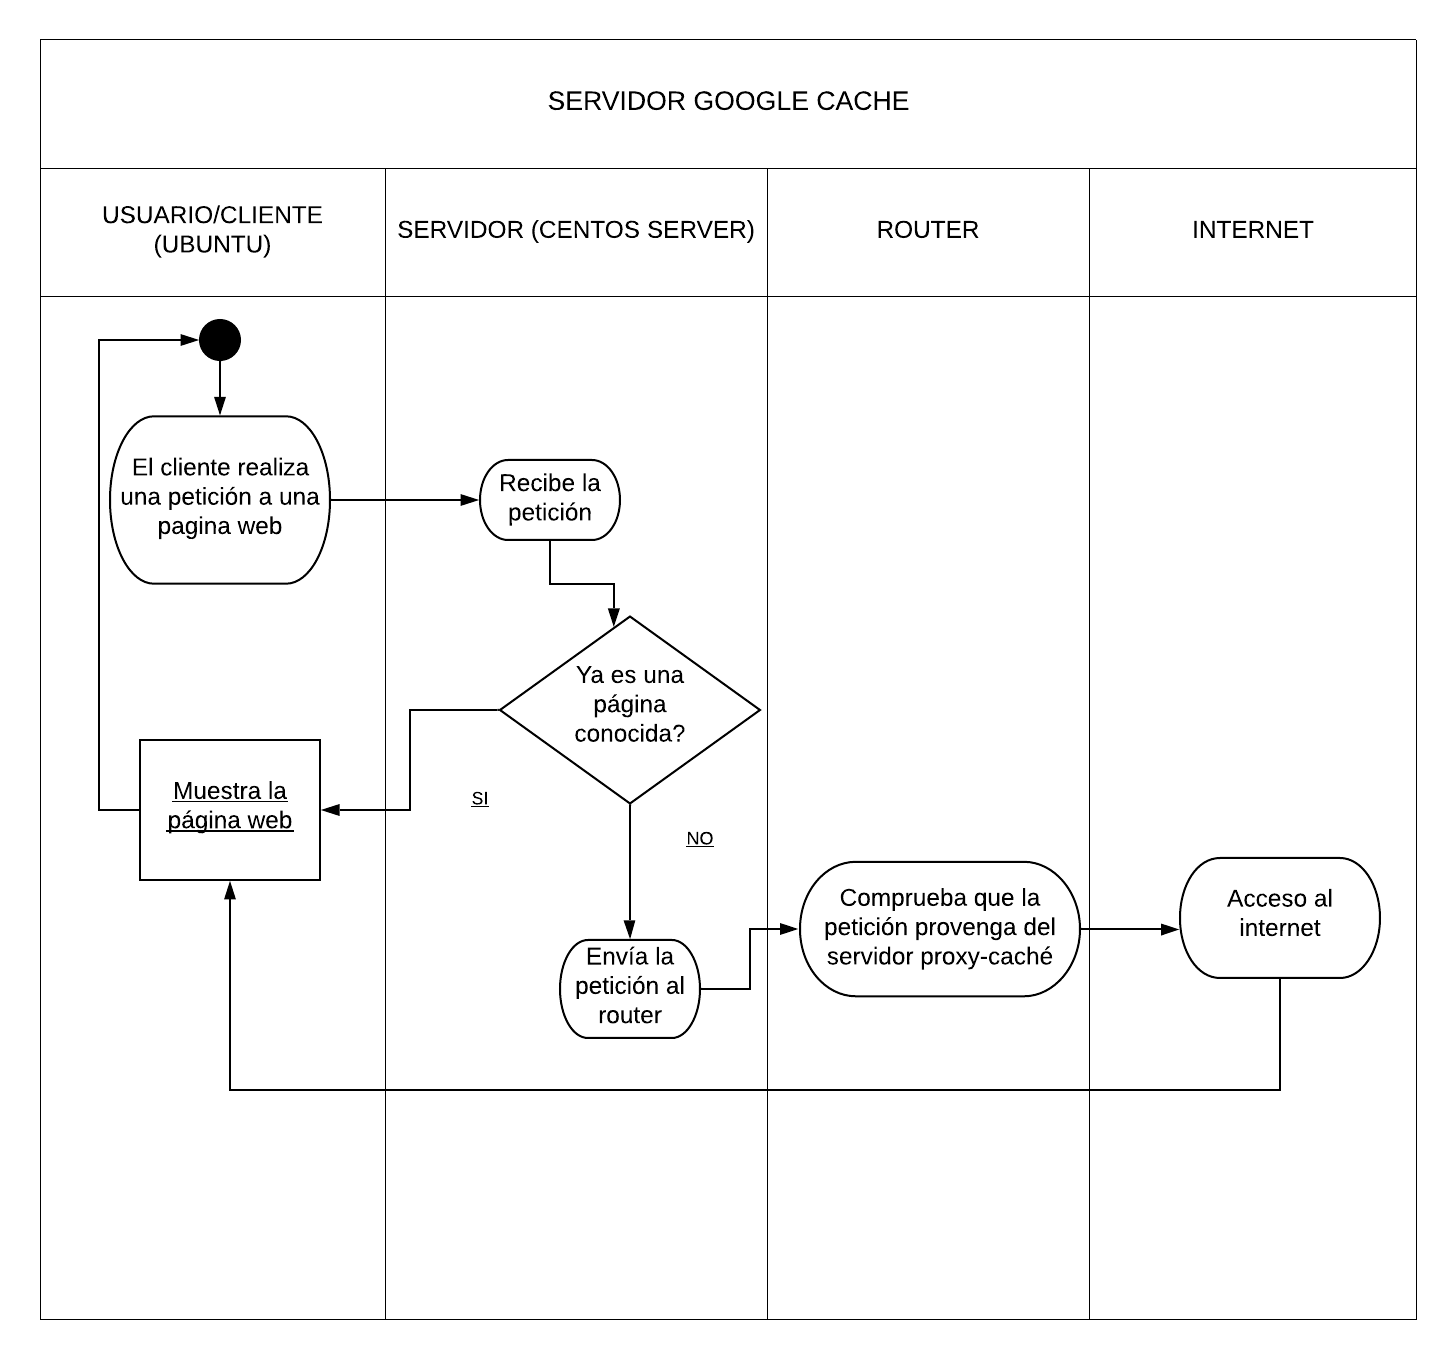 SERVIDOR GOOGLE CACHE
USUARIO/CLIENTE
(UBUNTU)
SERVIDOR (CENTOS SERVER)
ROUTER
INTERNET
El cliente realiza
una petición a una
pagina web
Recibe la
petición
Ya es una
página
conocida?
Muestra la
página web
SI
NO
Envía la
petición al
router
Comprueba que la
petición provenga del
servidor proxy-caché
Acceso al
internet